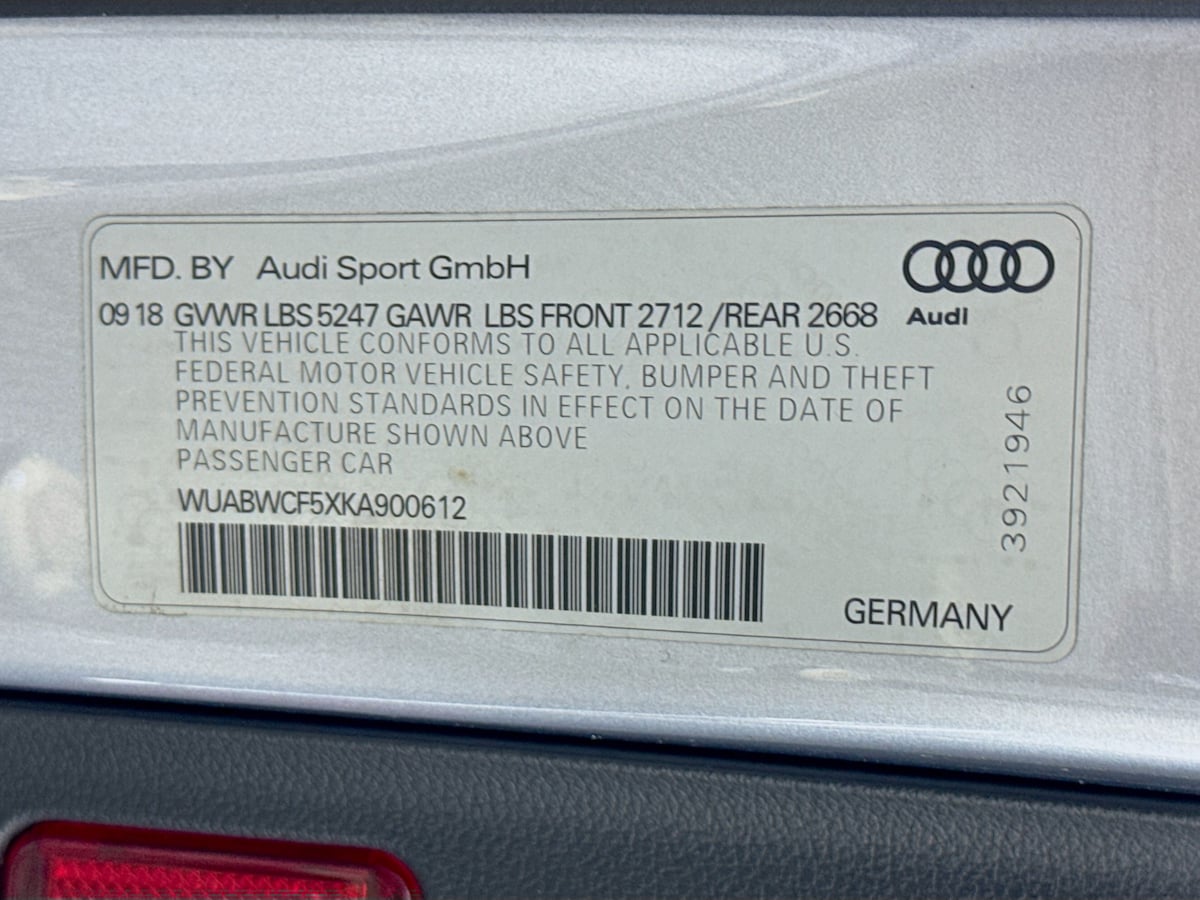 MFD. BY Audi Sport GmbH
09 18 GVWR LBS 5247 GAWR LBS FRONT 2712 /REAR 2668
Audi
THIS VEHICLE CONFORMS TO ALL APPLICABLE U.S.
FEDERAL MOTOR VEHICLE SAFETY, BUMPER AND THEFT
PREVENTION STANDARDS IN EFFECT ON THE DATE OF
MANUFACTURE SHOWN ABOVE
PASSENGER CAR
WUABWCF5XKA900612
3921946
GERMANY